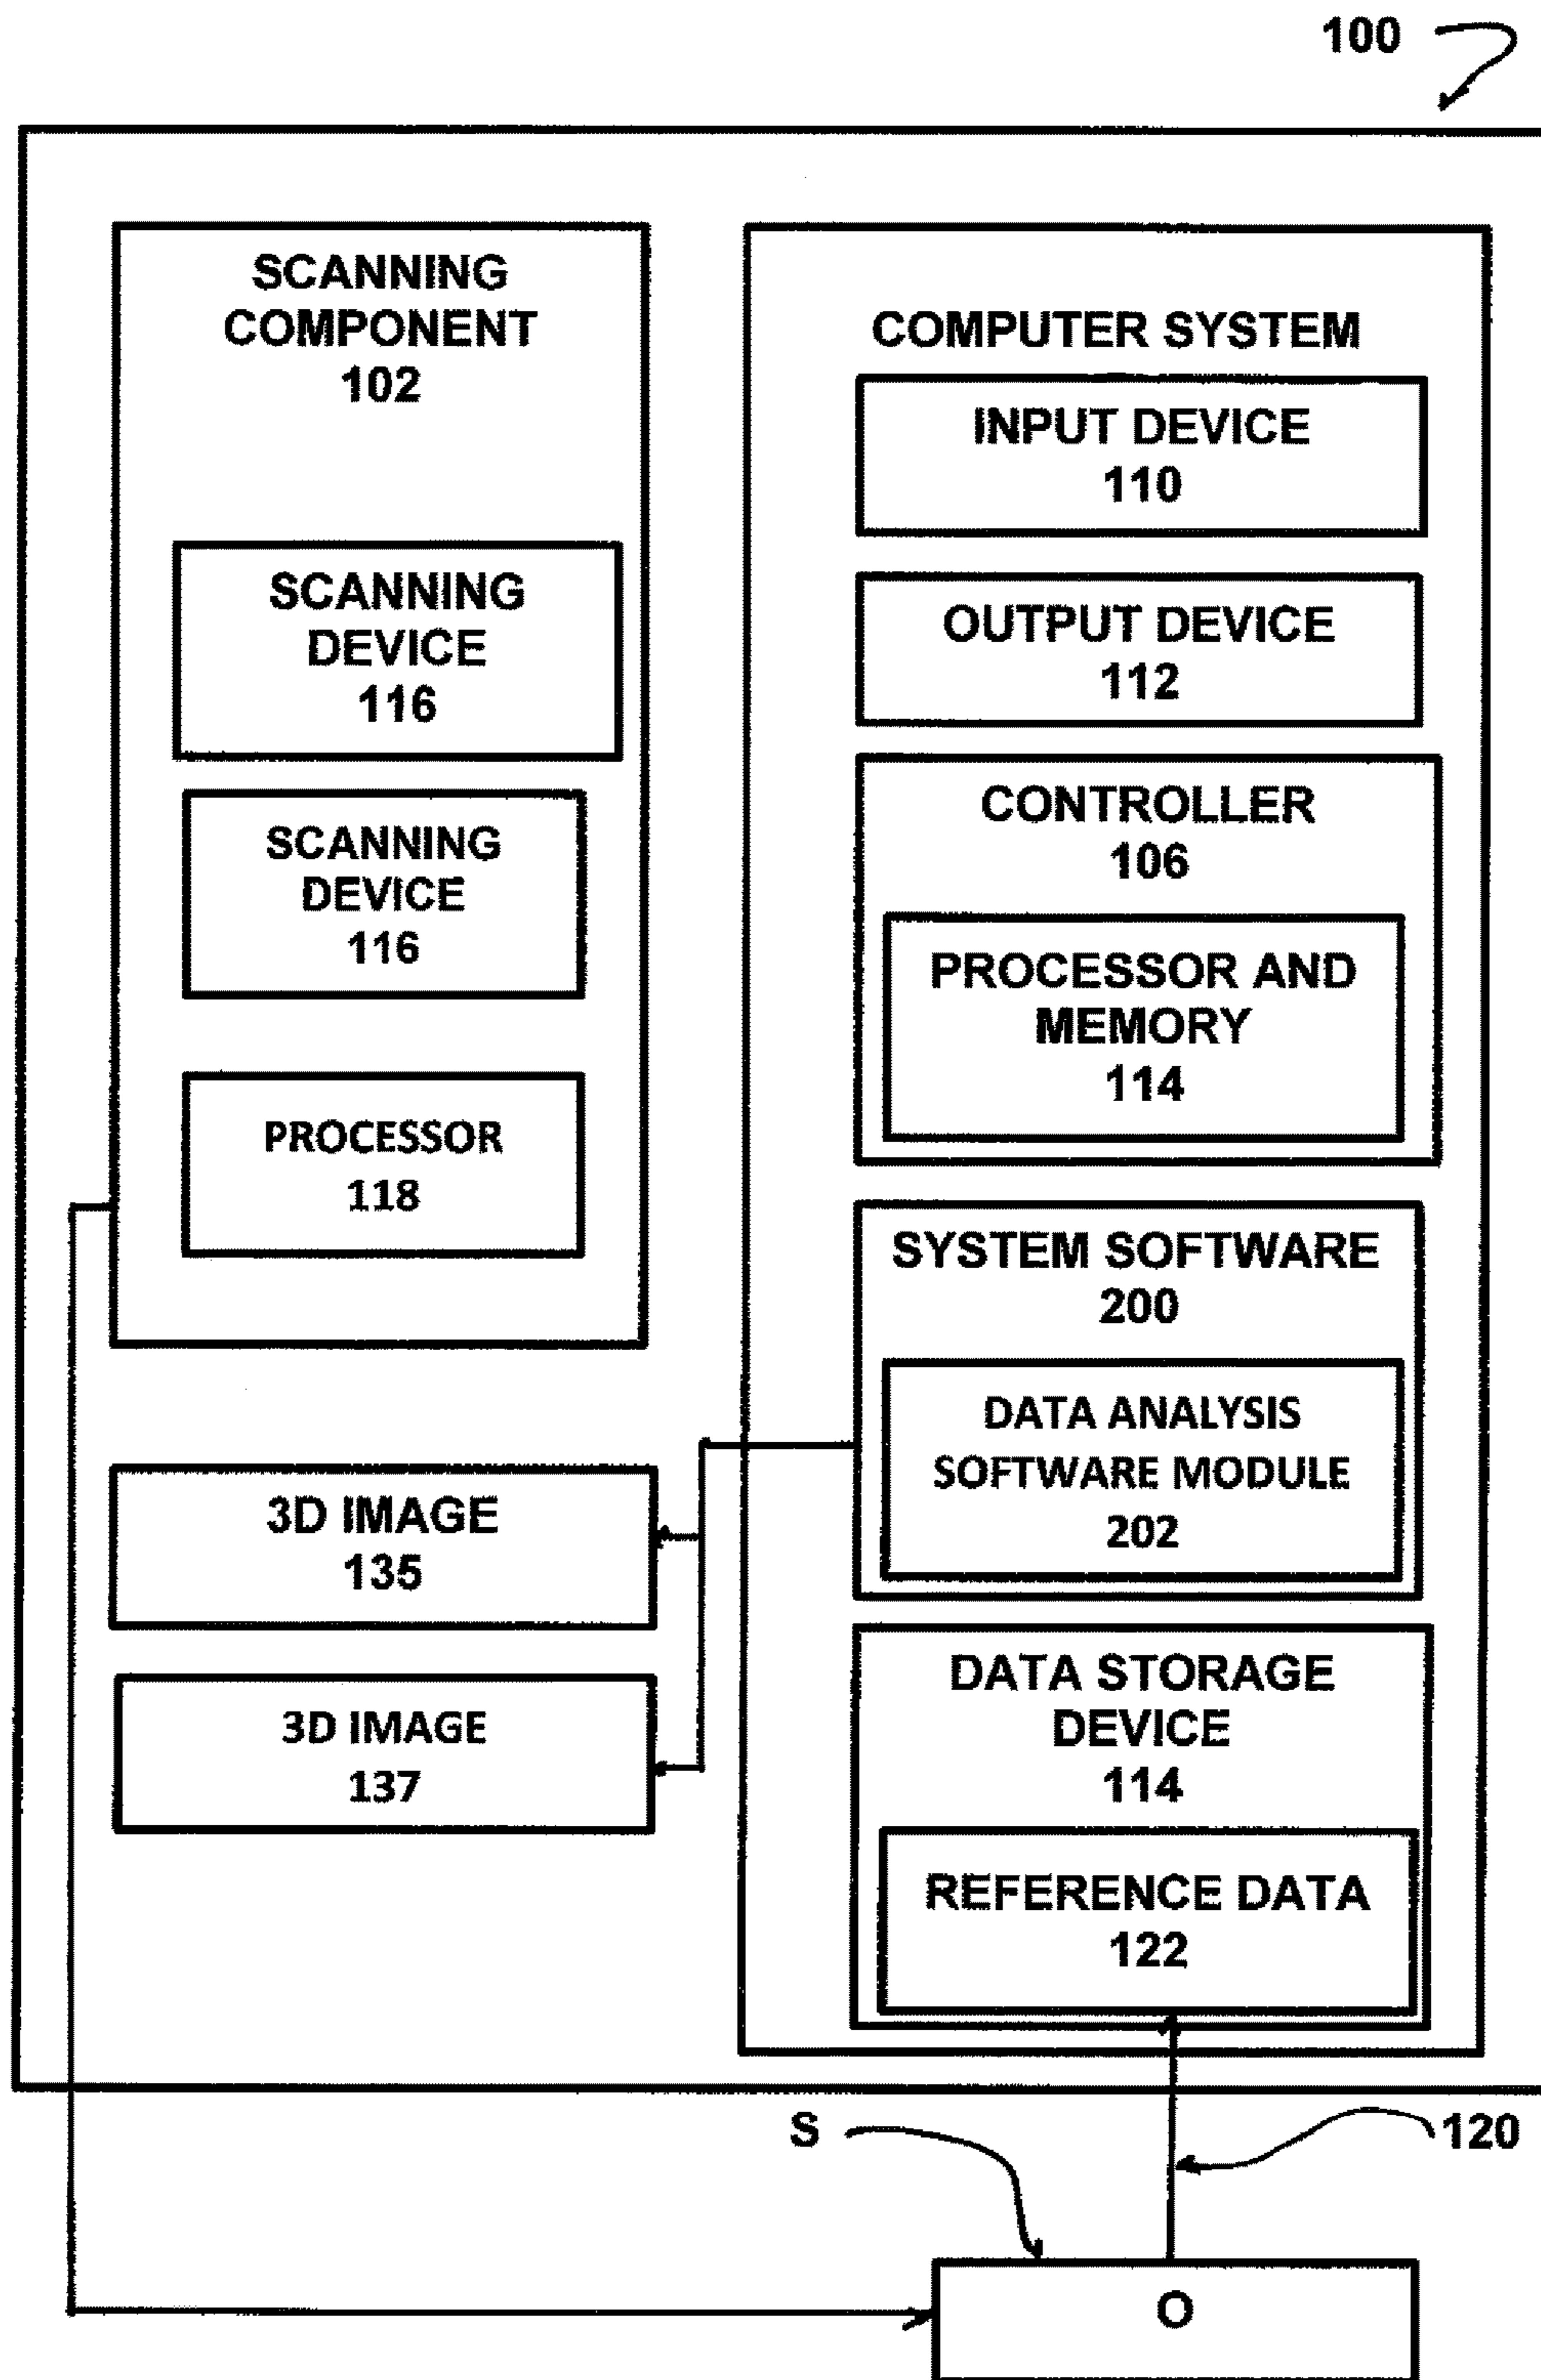 100
SCANNING
COMPONENT
102
SCANNING
DEVICE
116
SCANNING
DEVICE
116
PROCESSOR
118
3D IMAGE
135
3D IMAGE
137
COMPUTER SYSTEM
INPUT DEVICE
110
OUTPUT DEVICE
112
CONTROLLER
106
PROCESSOR AND
MEMORY
114
SYSTEM SOFTWARE
200
DATA ANALYSIS
SOFTWARE MODULE
202
DATA STORAGE
DEVICE
114
REFERENCE DATA
122
S
120
O